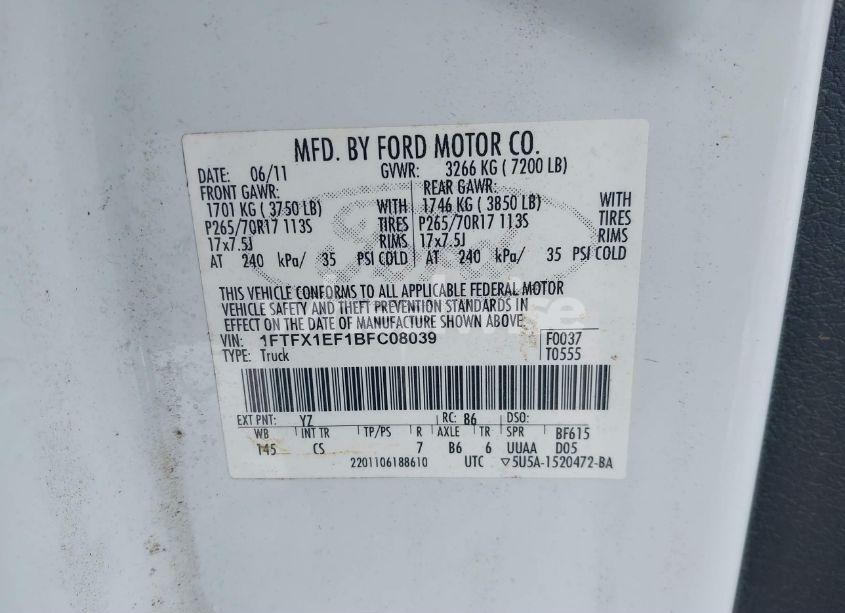 MFD. BY FORD MOTOR CO.
DATE: 06/11 GVWR: 3266 KG ( 7200 LB)
FRONT GAWR: REAR GAWR:
1701 KG ( 3750 LB) WITH 1746 KG ( 3850 LB) WITH
P265/70R17 113S TIRES P265/70R17 113S TIRES
17x7.5J RIMS 17x7.5J RIMS
AT 240 kPa/ 35 PSI COLD AT 240 kPa/ 35 PSI COLD
THIS VEHICLE CONFORMS TO ALL APPLICABLE FEDERAL MOTOR
VEHICLE SAFETY AND THEFT PREVENTION STANDARDS IN
EFFECT ON THE DATE OF MANUFACTURE SHOWN ABOVE.
VIN: 1FTFX1EF1BFC08039 F0037
TYPE: Truck T0555
EXT PNT: YZ RC: 86 DSO:
WB INT TR TP/PS R AXLE TR SPR BF615
145 CS 7 B6 6 UUAA D05
2201106188610 UTC ▽5U5A-1520472-BA